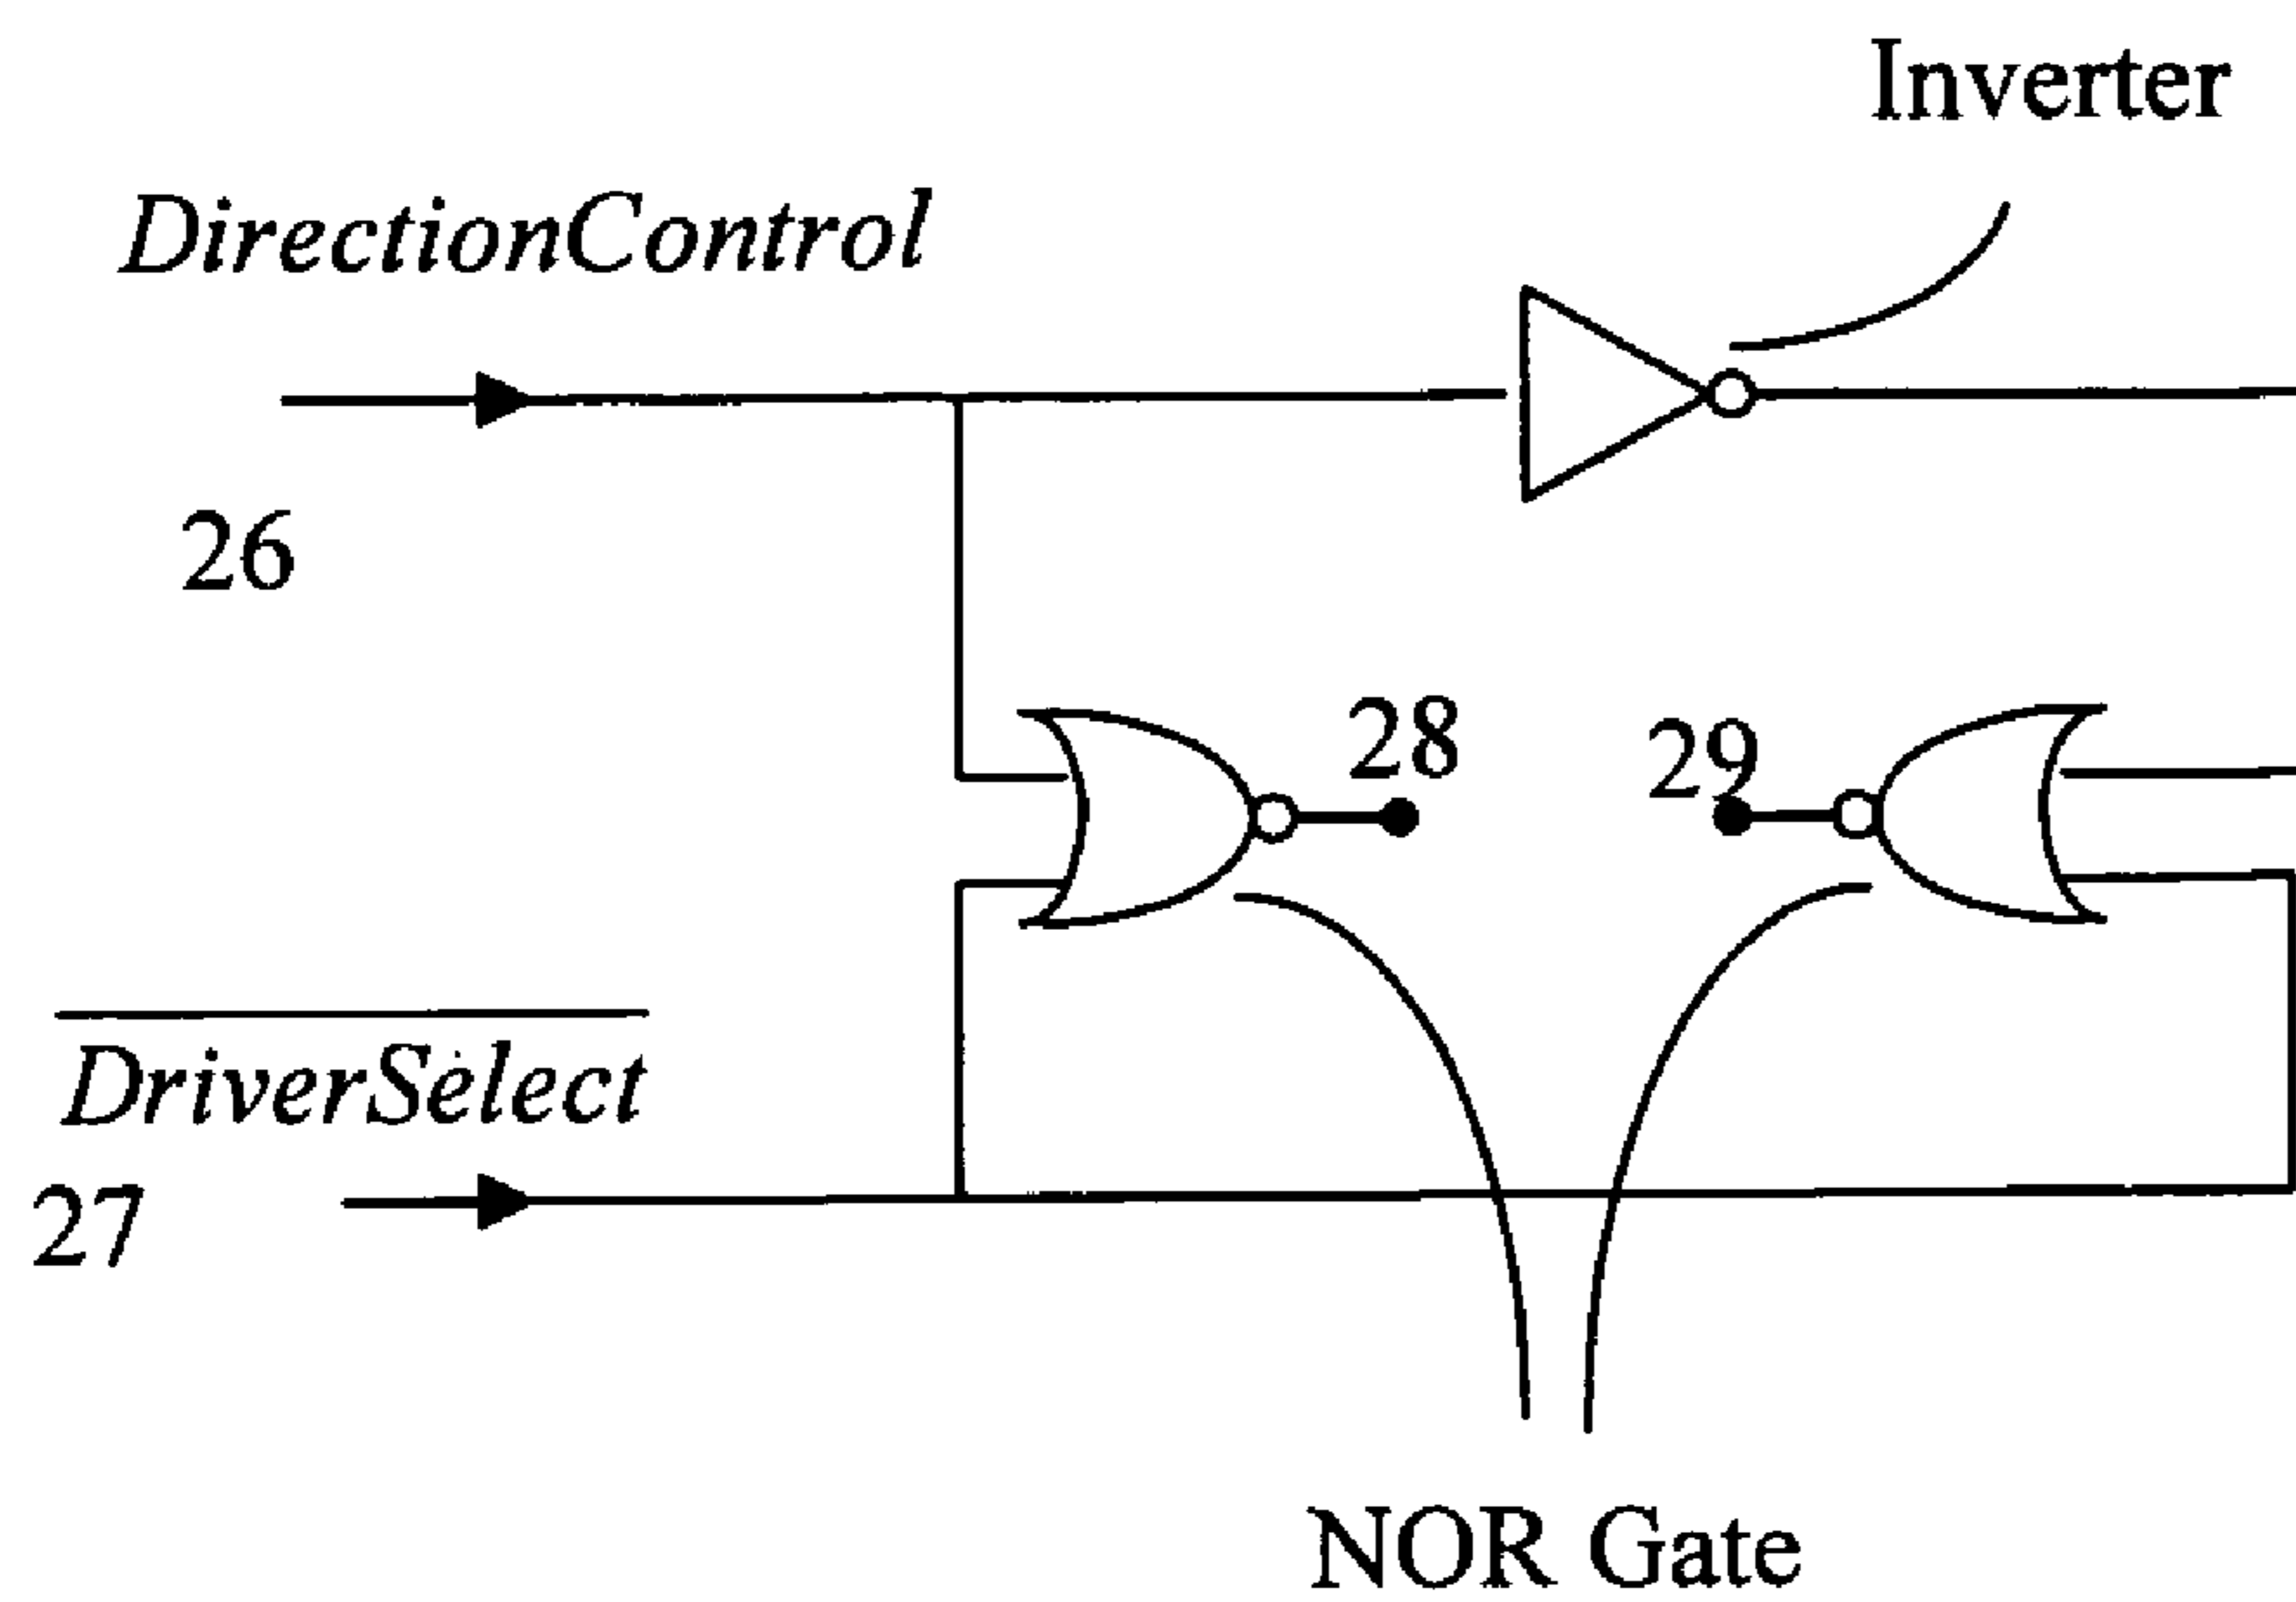 Inverter
DirectionControl
26
28
29
DriverSelect
27
NOR Gate